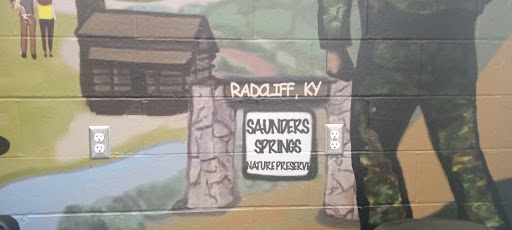 RADCLIFF, KY
SAUNDERS
SPRINGS
NATURE PRESERVE